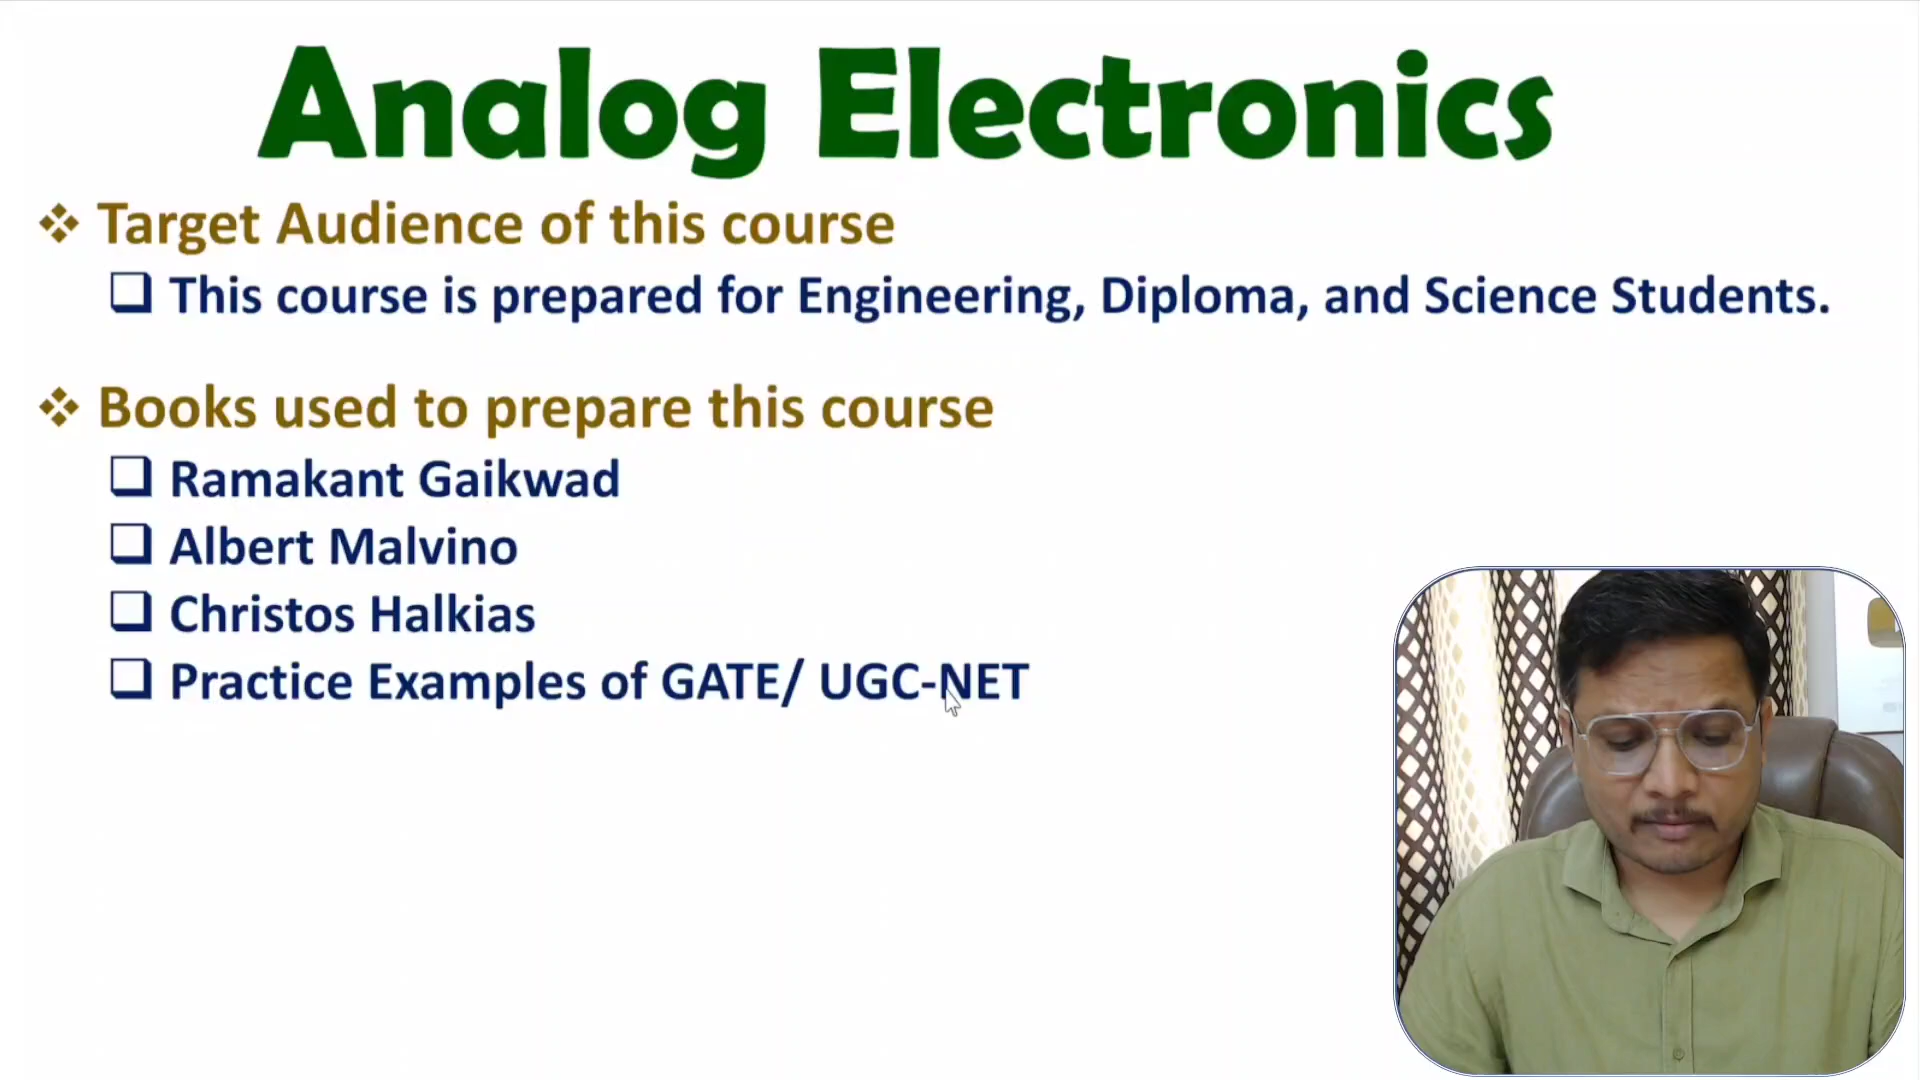 Analog Electronics
Target Audience of this course
This course is prepared for Engineering, Diploma, and Science Students.
Books used to prepare this course
Ramakant Gaikwad
Albert Malvino
Christos Halkias
Practice Examples of GATE/ UGC-NET